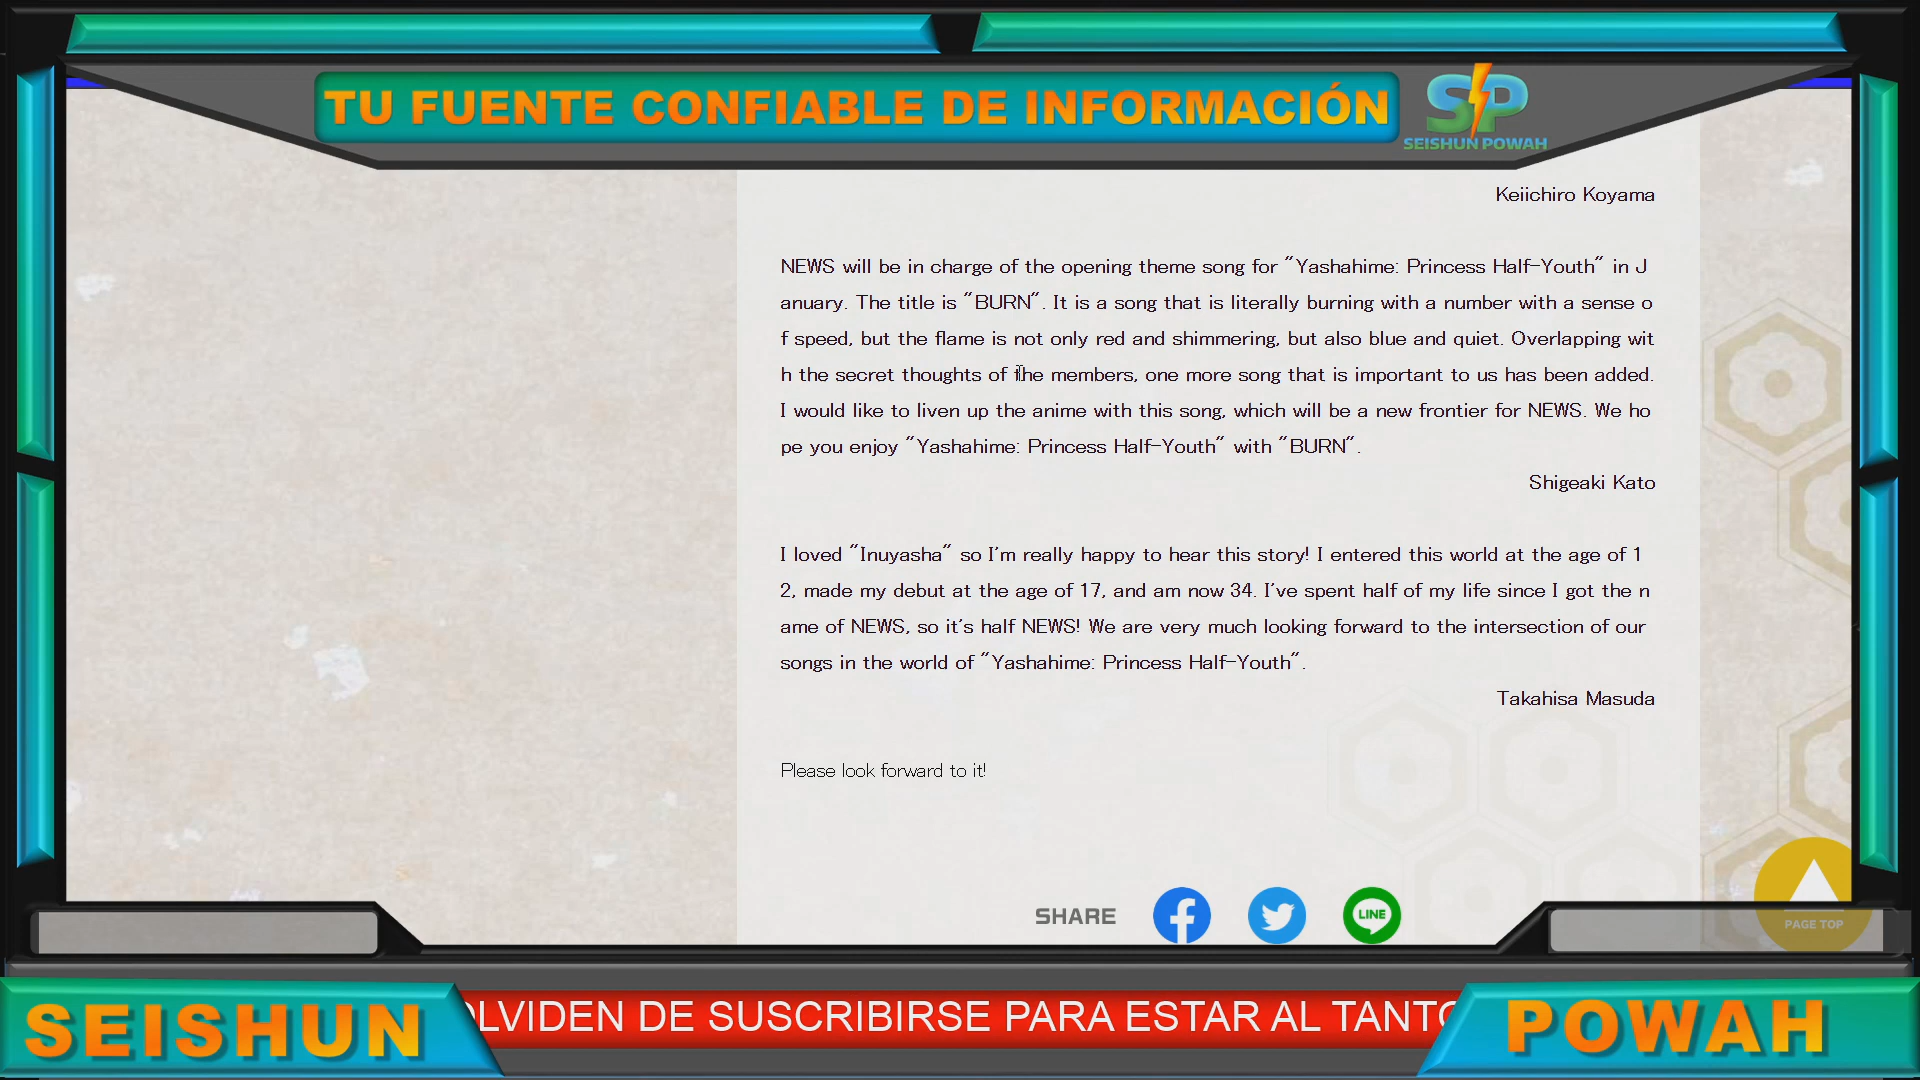 TU FUENTE CONFIABLE DE INFORMACIÓN
SP
SEISHUN POWAH
Keiichiro Koyama
NEWS will be in charge of the opening theme song for "Yashahime: Princess Half-Youth" in J
anuary. The title is "BURN". It is a song that is literally burning with a number with a sense o
f speed, but the flame is not only red and shimmering, but also blue and quiet. Overlapping wit
h the secret thoughts of the members, one more song that is important to us has been added.
I would like to liven up the anime with this song, which will be a new frontier for NEWS. We ho
pe you enjoy "Yashahime: Princess Half-Youth" with "BURN".
Shigeaki Kato
I loved "Inuyasha" so I'm really happy to hear this story! I entered this world at the age of 1
2, made my debut at the age of 17, and am now 34. I've spent half of my life since I got the n
ame of NEWS, so it's half NEWS! We are very much looking forward to the intersection of our
songs in the world of "Yashahime: Princess Half-Youth".
Takahisa Masuda
Please look forward to it!
SHARE
LINE
PAGE TOP
SEISHUN
OLVIDEN DE SUSCRIBIRSE PARA ESTAR AL TANTO
POWAH